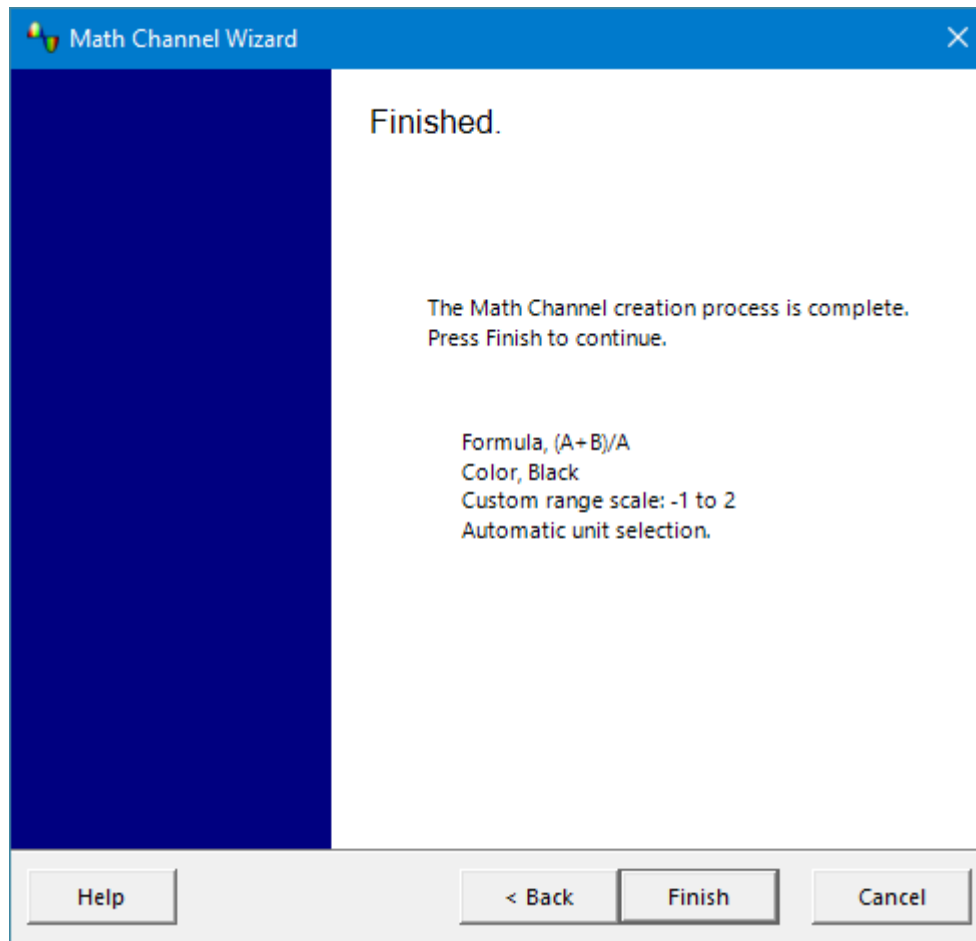 Math Channel Wizard
Finished.
The Math Channel creation process is complete.
Press Finish to continue.
Formula, (A+B)/A
Color, Black
Custom range scale: -1 to 2
Automatic unit selection.
Help
< Back
Finish
Cancel